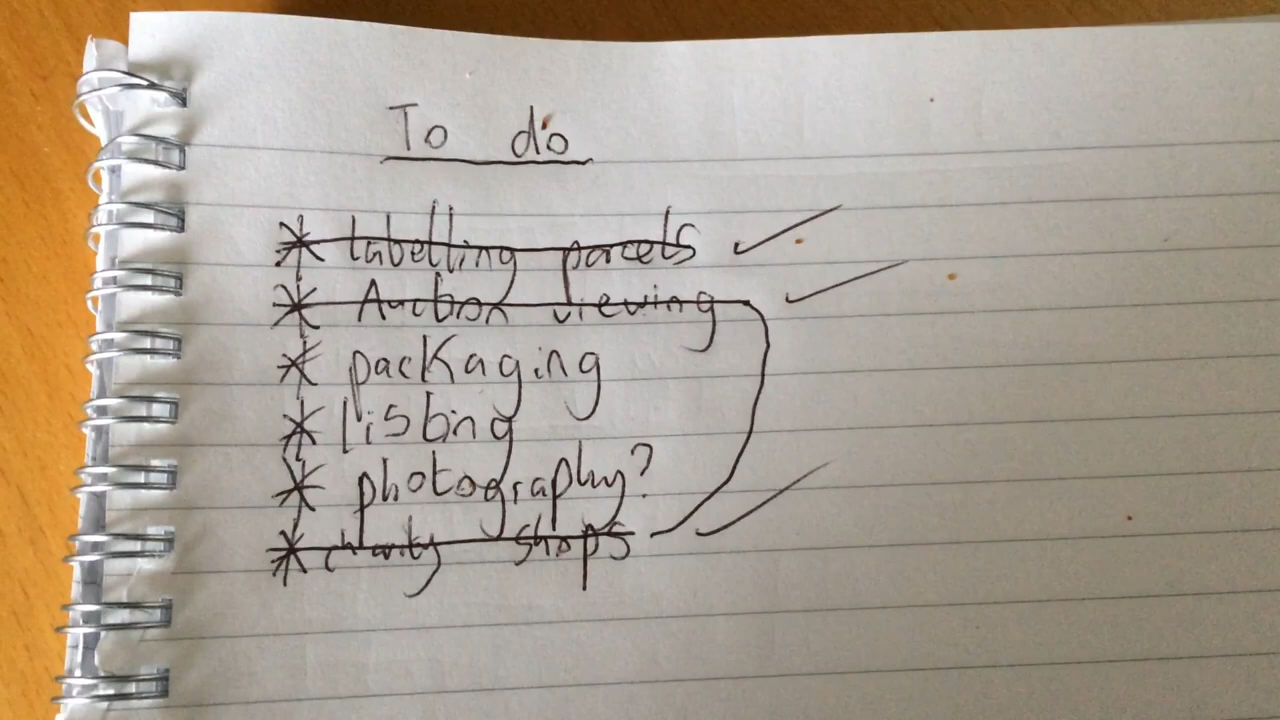 To do
* labelling parcels ✓
* Auction viewing ✓
* packaging
* listing
* photography?
* charity shops ✓